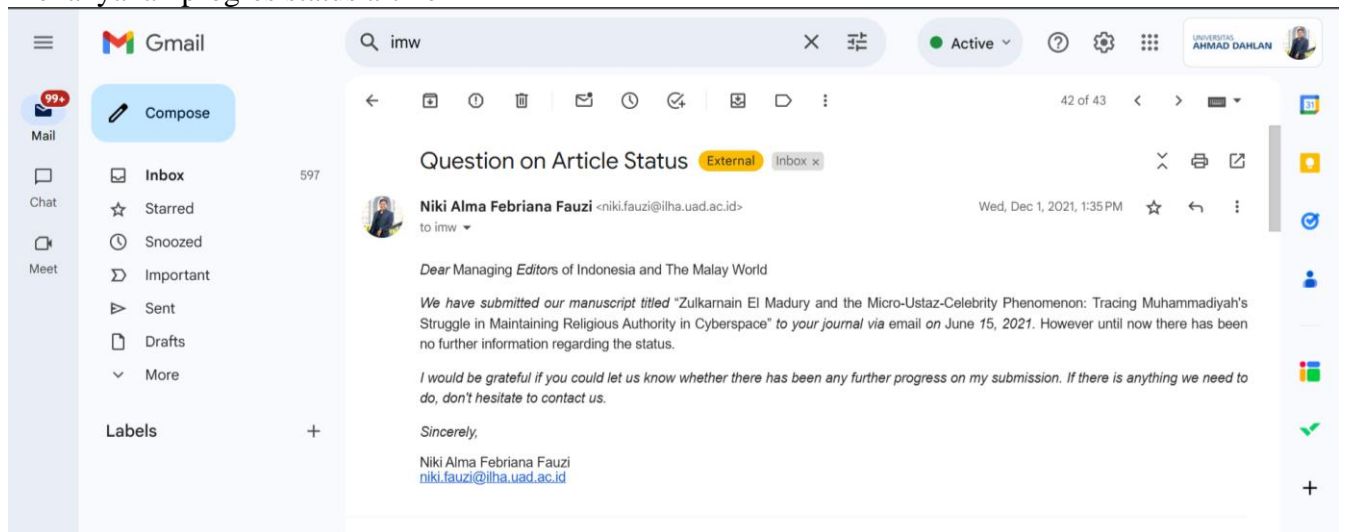 Gmail
imw
Active
UNIVERSITAS
AHMAD DAHLAN
99+
Mail
Chat
Meet
Compose
Inbox 597
Starred
Snoozed
Important
Sent
Drafts
More
Labels
42 of 43
31
Question on Article Status External Inbox x
Niki Alma Febriana Fauzi <niki.fauzi@ilha.uad.ac.id> Wed, Dec 1, 2021, 1:35 PM
to imw
Dear Managing Editors of Indonesia and The Malay World
We have submitted our manuscript titled “Zulkarnain El Madury and the Micro-Ustaz-Celebrity Phenomenon: Tracing Muhammadiyah's
Struggle in Maintaining Religious Authority in Cyberspace” to your journal via email on June 15, 2021. However until now there has been
no further information regarding the status.
I would be grateful if you could let us know whether there has been any further progress on my submission. If there is anything we need to
do, don't hesitate to contact us.
Sincerely,
Niki Alma Febriana Fauzi
niki.fauzi@ilha.uad.ac.id